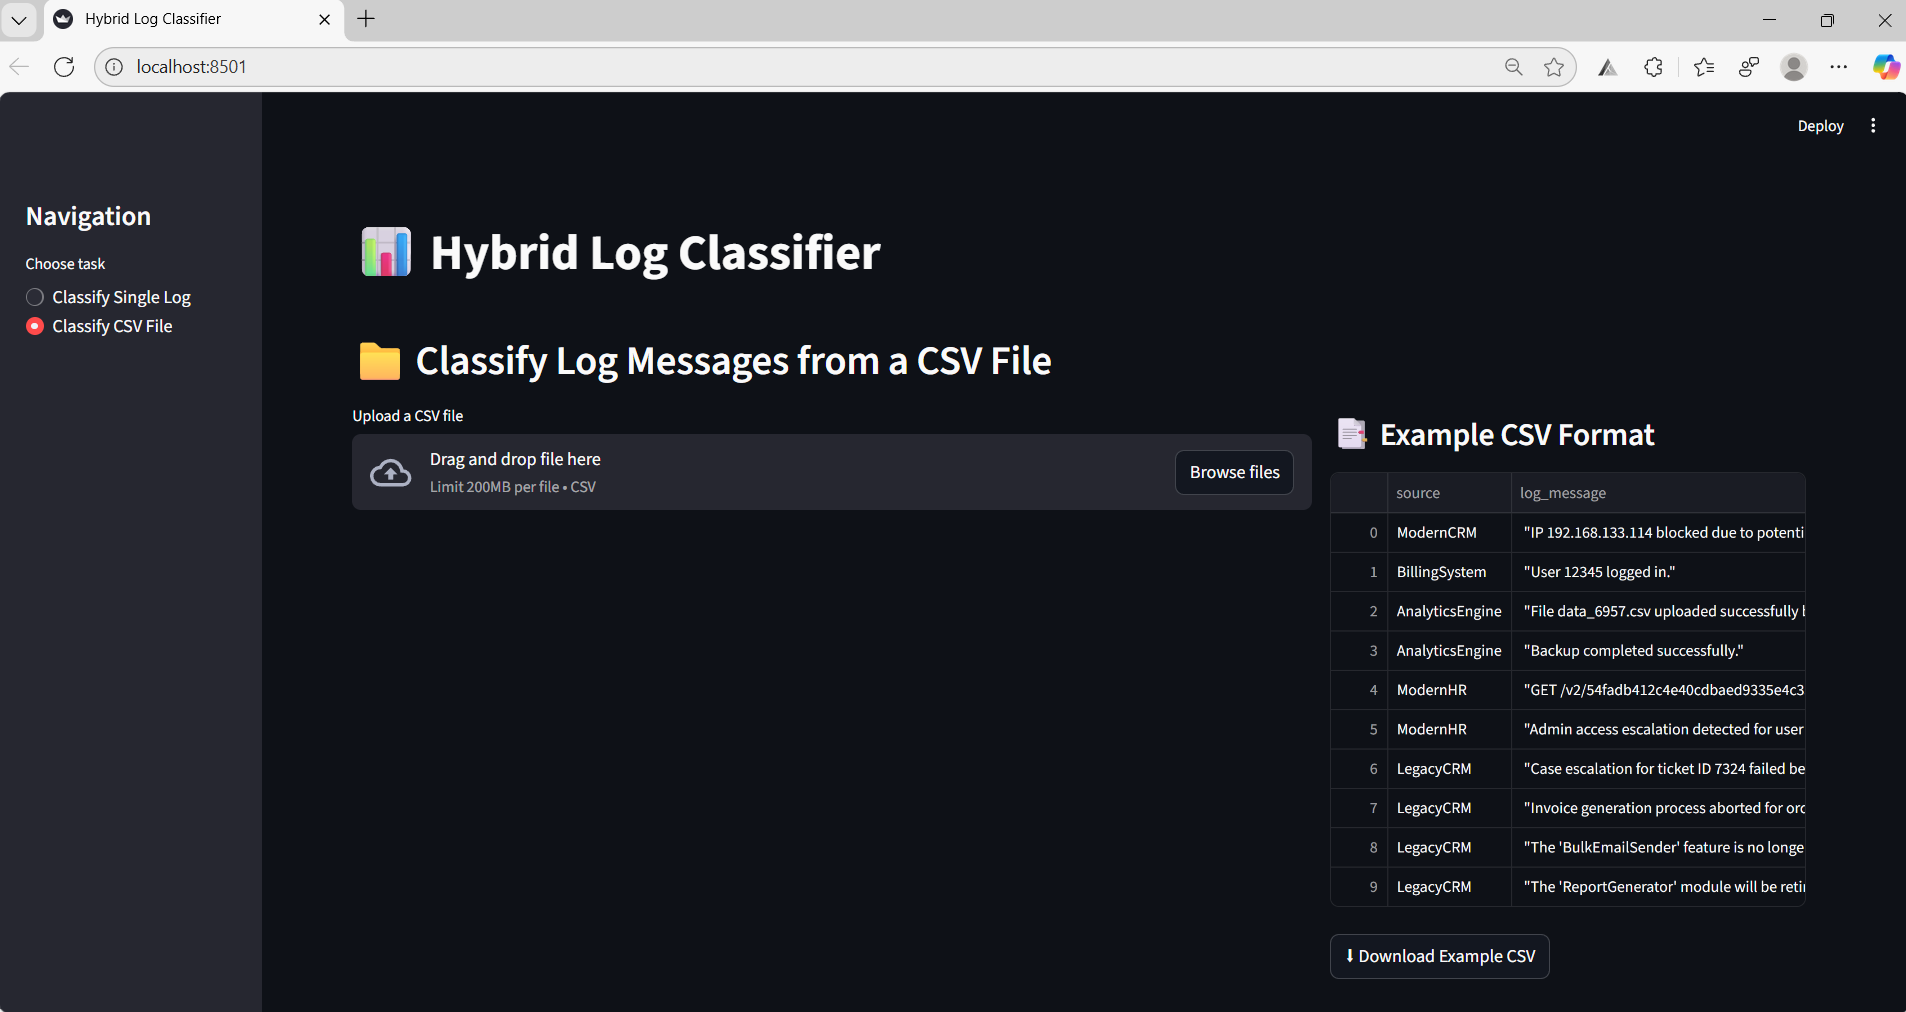 Hybrid Log Classifier
localhost:8501
Deploy
Navigation
Choose task
Classify Single Log
Classify CSV File
Hybrid Log Classifier
Classify Log Messages from a CSV File
Upload a CSV file
Drag and drop file here
Limit 200MB per file • CSV
Browse files
Example CSV Format
source log_message
0 ModernCRM "IP 192.168.133.114 blocked due to potenti
1 BillingSystem "User 12345 logged in."
2 AnalyticsEngine "File data_6957.csv uploaded successfully
3 AnalyticsEngine "Backup completed successfully."
4 ModernHR "GET /v2/54fadb412c4e40cdbaed9335e4c3
5 ModernHR "Admin access escalation detected for user
6 LegacyCRM "Case escalation for ticket ID 7324 failed be
7 LegacyCRM "Invoice generation process aborted for ord
8 LegacyCRM "The 'BulkEmailSender' feature is no longe
9 LegacyCRM "The 'ReportGenerator' module will be reti
⬇ Download Example CSV